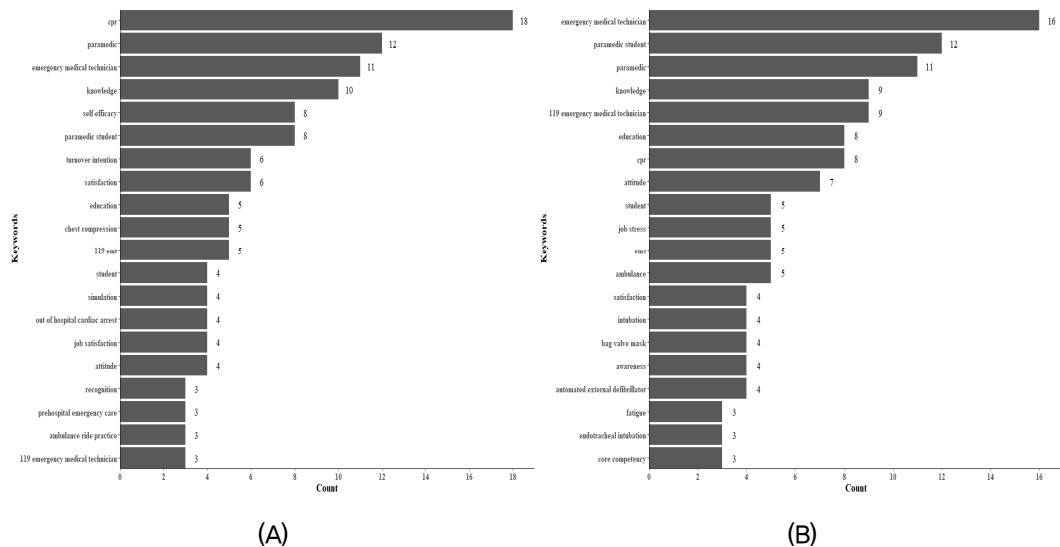 Keywords
cpr 18
paramedic 12
emergency medical technician 11
knowledge 10
self efficacy 8
paramedic student 8
turnover intention 6
satisfaction 6
education 5
chest compression 5
119 emt 5
student 4
simulation 4
out of hospital cardiac arrest 4
job satisfaction 4
attitude 4
recognition 3
prehospital emergency care 3
ambulance ride practice 3
119 emergency medical technician 3
0 2 4 6 8 10 12 14 16 18
Count
(A)
Keywords
emergency medical technician 16
paramedic student 12
paramedic 11
knowledge 9
119 emergency medical technician 9
education 8
cpr 8
attitude 7
student 5
job stress 5
ems 5
ambulance 5
satisfaction 4
intubation 4
bag valve mask 4
awareness 4
automated external defibrillator 4
fatigue 3
endotracheal intubation 3
core competency 3
0 2 4 6 8 10 12 14 16
Count
(B)